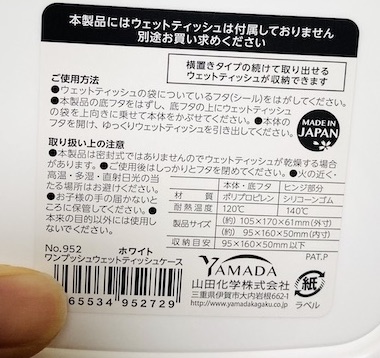 本製品にはウェットティッシュは付属しておりません
別途お買い求めください
横置きタイプの続けて取り出せる
ウェットティッシュが収納できます
ご使用方法
●ウェットティッシュの袋についているフタ(シール)をはがしてください。
●本製品の底フタをはずし、底フタの上にウェットティッシュ
の袋を上向きに乗せて本体をかぶせてください。●本体の
フタを開け、ゆっくりウェットティッシュを引き出してください。
MADE IN
JAPAN
取り扱い上の注意
●本製品は密封式ではありませんのでウェットティッシュが乾燥する場合
があります。●ご使用後はしっかりとフタを閉めてください。●火の近く・
高温・多湿・直射日光の当
たる場所はお避けください。
●お子様の手の届かないと
ころに保管してください。●
本来の目的以外には使用し
ないでください。
本体・底フタ ヒンジ部分
材質 ポリプロピレン シリコーンゴム
耐熱温度 120℃ 140℃
製品サイズ (約)105×170×61mm(外寸)
(約)95×160×50mm(内寸)
収納目安 95×160×50mm以下
No.952 ホワイト
ワンプッシュウェットティッシュケース
65534 952729
PAT.P
YAMADA
山田化学株式会社
三重県伊賀市大内岩根662-1
http://www.yamadakagaku.co.jp
紙
ラベル